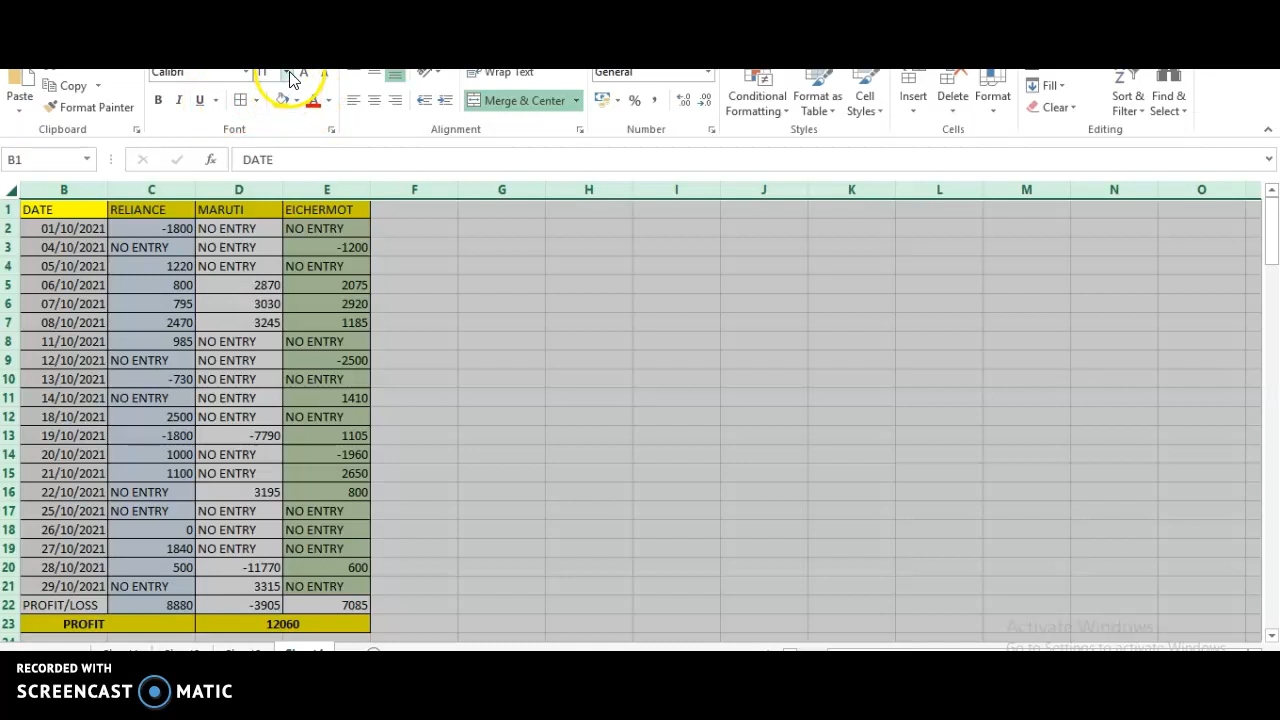 Calibri 11 A A Wrap Text General
Copy Fill
Paste Format Painter B I U A Merge & Center % , Conditional Formatting Format as Table Cell Styles Insert Delete Format Clear Sort & Filter Find & Select
Clipboard Font Alignment Number Styles Cells Editing
B1 fx DATE
B C D E F G H I J K L M N O
1 DATE RELIANCE MARUTI EICHERMOT
2 01/10/2021 -1800 NO ENTRY NO ENTRY
3 04/10/2021 NO ENTRY NO ENTRY -1200
4 05/10/2021 1220 NO ENTRY NO ENTRY
5 06/10/2021 800 2870 2075
6 07/10/2021 795 3030 2920
7 08/10/2021 2470 3245 1185
8 11/10/2021 985 NO ENTRY NO ENTRY
9 12/10/2021 NO ENTRY NO ENTRY -2500
10 13/10/2021 -730 NO ENTRY NO ENTRY
11 14/10/2021 NO ENTRY NO ENTRY 1410
12 18/10/2021 2500 NO ENTRY NO ENTRY
13 19/10/2021 -1800 -7790 1105
14 20/10/2021 1000 NO ENTRY -1960
15 21/10/2021 1100 NO ENTRY 2650
16 22/10/2021 NO ENTRY 3195 800
17 25/10/2021 NO ENTRY NO ENTRY NO ENTRY
18 26/10/2021 0 NO ENTRY NO ENTRY
19 27/10/2021 1840 NO ENTRY NO ENTRY
20 28/10/2021 500 -11770 600
21 29/10/2021 NO ENTRY 3315 NO ENTRY
22 PROFIT/LOSS 8880 -3905 7085
23 PROFIT 12060
Activate Windows
Go to Settings to activate Windows.
RECORDED WITH
SCREENCAST MATIC